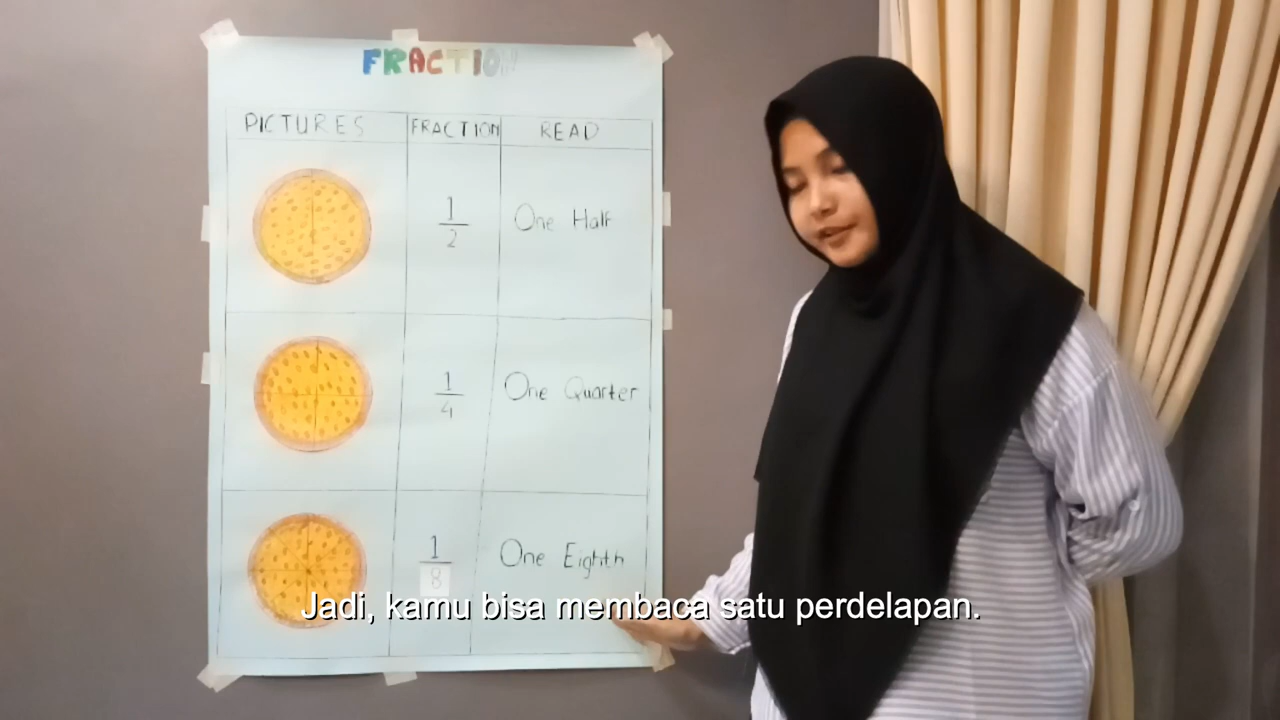 FRACTION
PICTURES FRACTION READ
1/2 One Half
1/4 One Quarter
1/8 One Eighth
Jadi, kamu bisa membaca satu perdelapan.